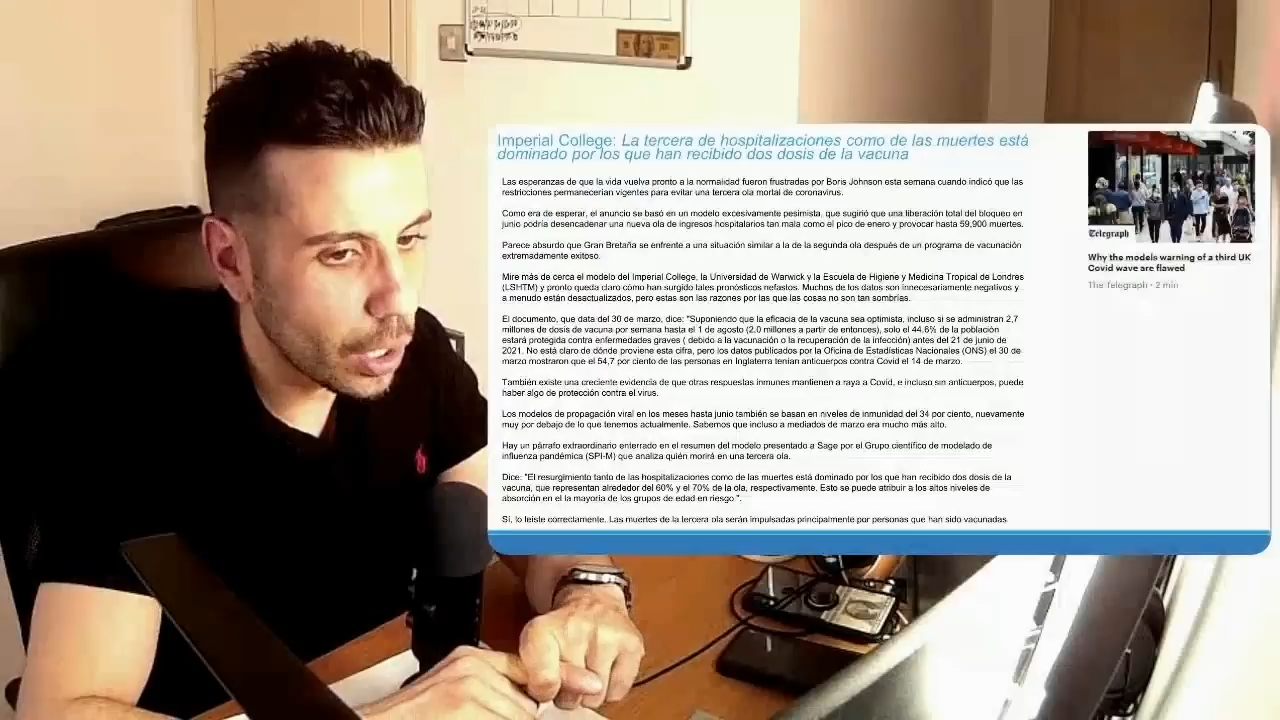 Imperial College: La tercera de hospitalizaciones como de las muertes está
dominado por los que han recibido dos dosis de la vacuna
Las esperanzas de que la vida vuelva pronto a la normalidad fueron frustradas por Boris Johnson esta semana cuando indicó que las
restricciones permanecerían vigentes para evitar una tercera ola mortal de coronavirus.
Como era de esperar, el anuncio se basó en un modelo excesivamente pesimista, que sugirió que una liberación total del bloqueo en
junio podría desencadenar una nueva ola de ingresos hospitalarios tan mala como el pico de enero y provocar hasta 59,900 muertes.
Parece absurdo que Gran Bretaña se enfrente a una situación similar a la de la segunda ola después de un programa de vacunación
extremadamente exitoso.
Mire más de cerca el modelo del Imperial College, la Universidad de Warwick y la Escuela de Higiene y Medicina Tropical de Londres
(LSHTM) y pronto queda claro cómo han surgido tales pronósticos nefastos. Muchos de los datos son innecesariamente negativos y
a menudo están desactualizados, pero estas son las razones por las que las cosas no son tan sombrías.
El documento, que data del 30 de marzo, dice: "Suponiendo que la eficacia de la vacuna sea optimista, incluso si se administran 2,7
millones de dosis de vacuna por semana hasta el 1 de agosto (2,0 millones a partir de entonces), solo el 44,6% de la población
estará protegida contra enfermedades graves ( debido a la vacunación o la recuperación de la infección) antes del 21 de junio de
2021. No está claro de dónde proviene esta cifra, pero los datos publicados por la Oficina de Estadísticas Nacionales (ONS) el 30 de
marzo mostraron que el 54,7 por ciento de las personas en Inglaterra tenían anticuerpos contra Covid el 14 de marzo.
También existe una creciente evidencia de que otras respuestas inmunes mantienen a raya a Covid, e incluso sin anticuerpos, puede
haber algo de protección contra el virus.
Los modelos de propagación viral en los meses hasta junio también se basan en niveles de inmunidad del 34 por ciento, nuevamente
muy por debajo de lo que tenemos actualmente. Sabemos que incluso a mediados de marzo era mucho más alto.
Hay un párrafo extraordinario enterrado en el resumen del modelo presentado a Sage por el Grupo científico de modelado de
influenza pandémica (SPI-M) que analiza quién morirá en una tercera ola.
Dice: "El resurgimiento tanto de las hospitalizaciones como de las muertes está dominado por los que han recibido dos dosis de la
vacuna, que representan alrededor del 60% y el 70% de la ola, respectivamente. Esto se puede atribuir a los altos niveles de
absorción en el la mayoría de los grupos de edad en riesgo ".
Sí, lo leíste correctamente. Las muertes de la tercera ola serán impulsadas principalmente por personas que han sido vacunadas
Telegraph
Why the models warning of a third UK
Covid wave are flawed
The Telegraph • 2 min